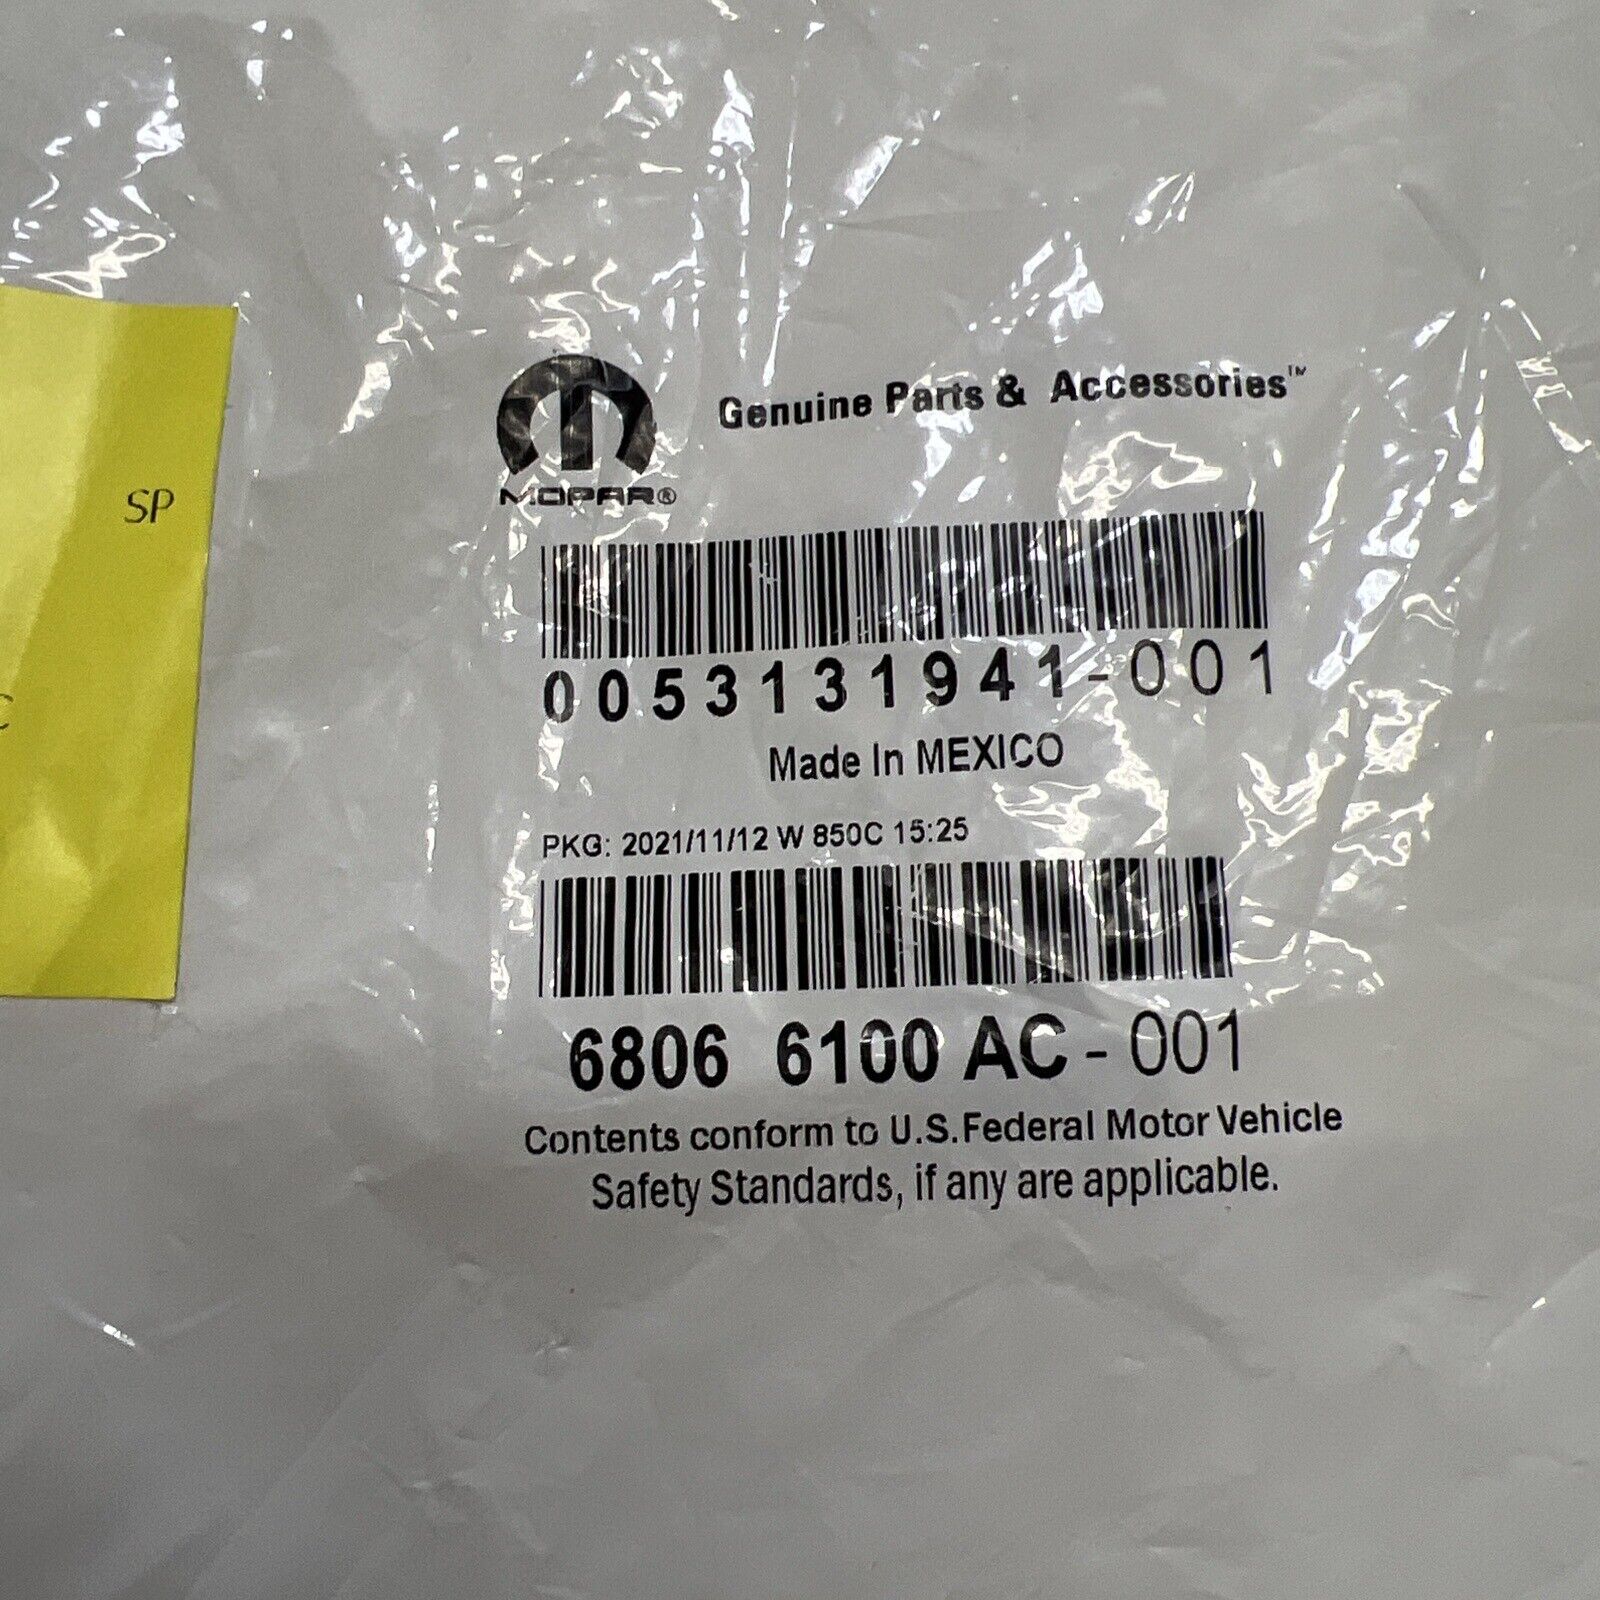 SP
C
MOPAR®
Genuine Parts & Accessories™
0053131941-001
Made In MEXICO
PKG: 2021/11/12 W 850C 15:25
6806 6100 AC - 001
Contents conform to U.S.Federal Motor Vehicle
Safety Standards, if any are applicable.